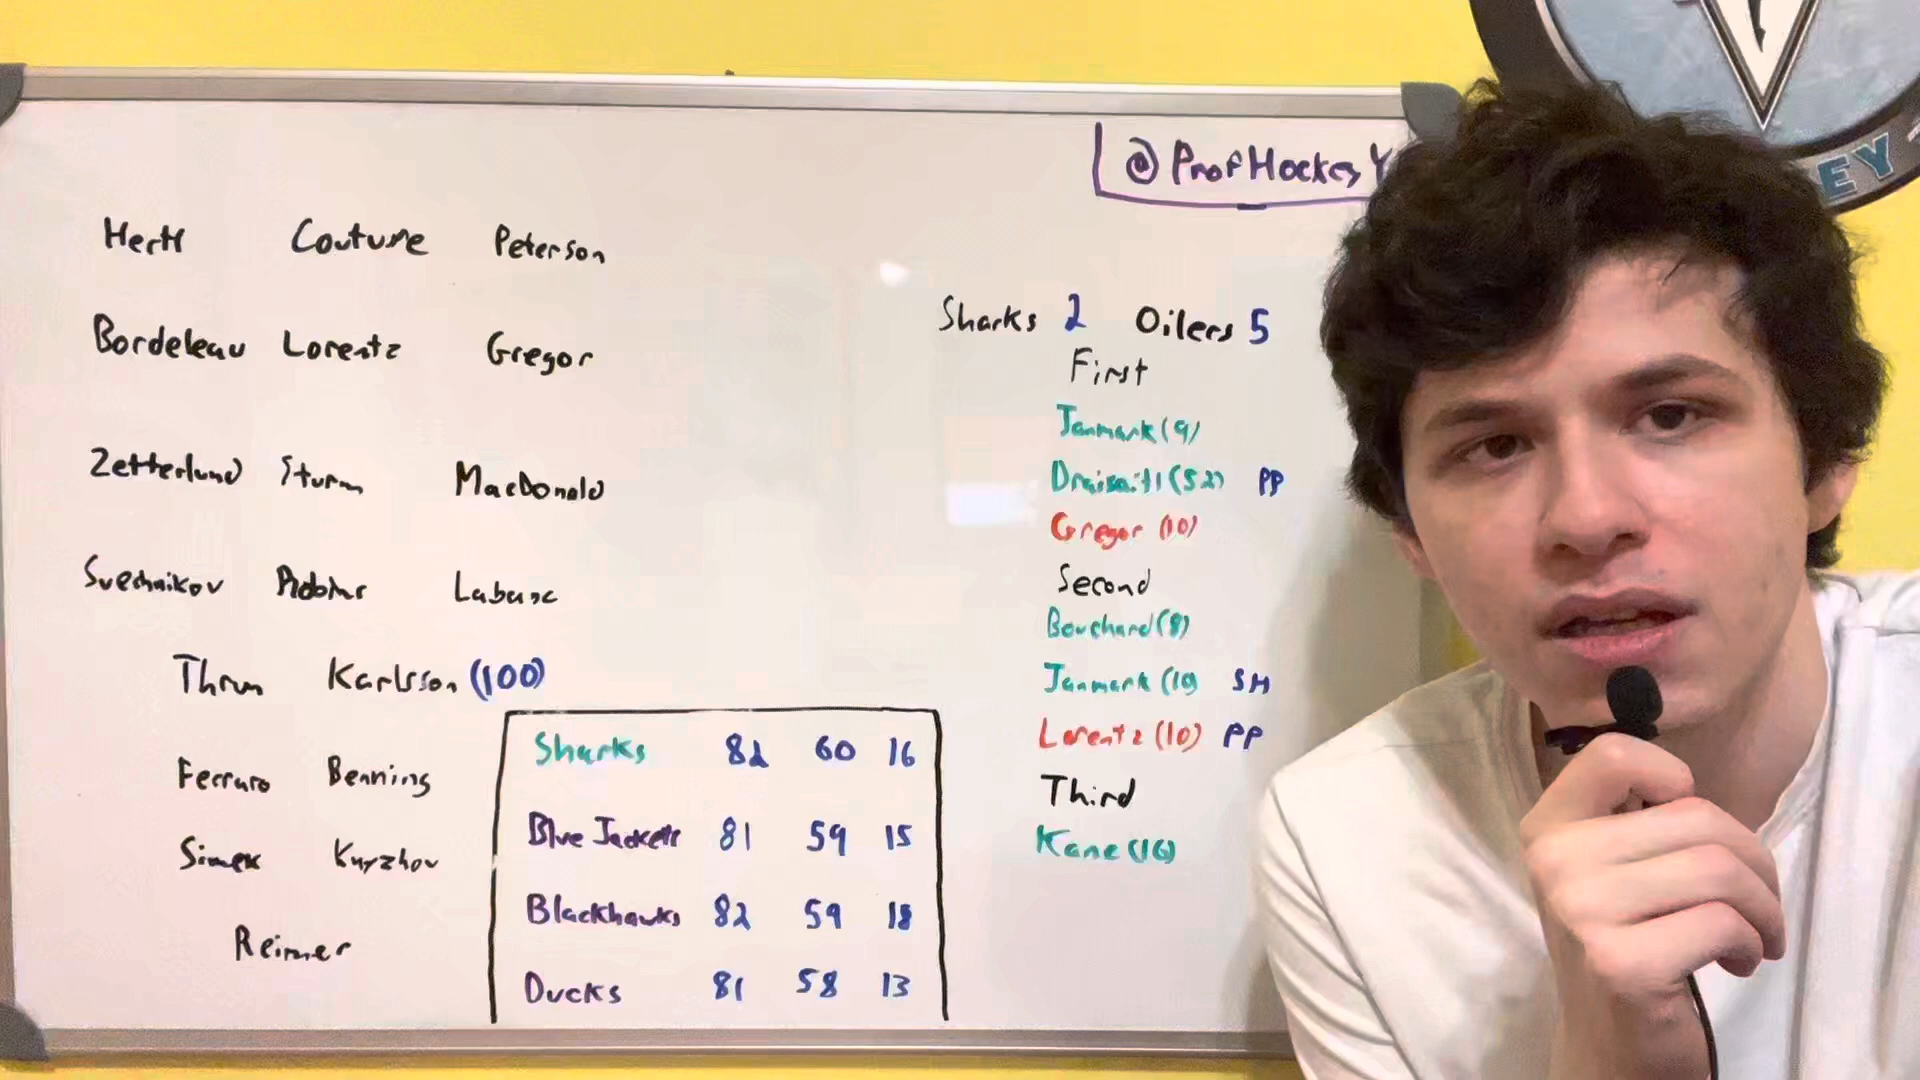 @ProfHockey
EY
Hertl Couture Peterson
Bordeleau Lorentz Gregor
Zetterlund Sturm MacDonald
Svechnikov Labanc
Thrun Karlsson (100)
Ferraro Benning
Simek Knyzhov
Reimer
Sharks 82 60 16
Blue Jackets 81 59 15
Blackhawks 82 59 18
Ducks 81 58 13
Sharks 2 Oilers 5
First
Janmark (9)
Draisaitl (52) PP
Gregor (10)
Second
Bouchard (8)
Janmark (10) SH
Lorentz (10) PP
Third
Kane (16)